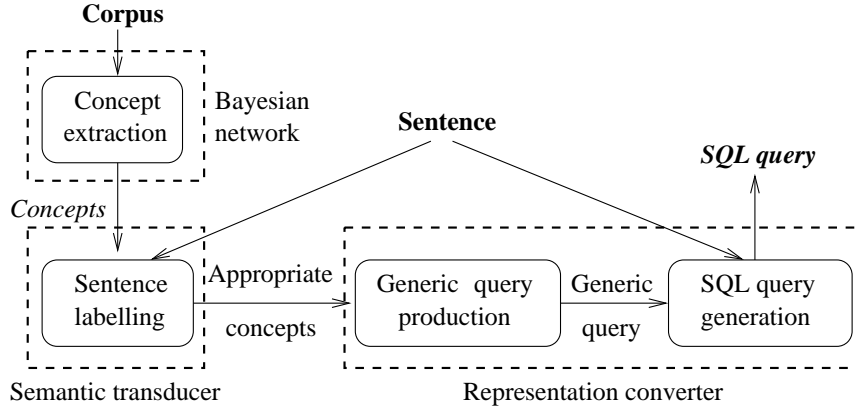 Corpus
Concept
extraction
Bayesian
network
Sentence
SQL query
Concepts
Sentence
labelling
Appropriate
concepts
Generic query
production
Generic
query
SQL query
generation
Semantic transducer
Representation converter